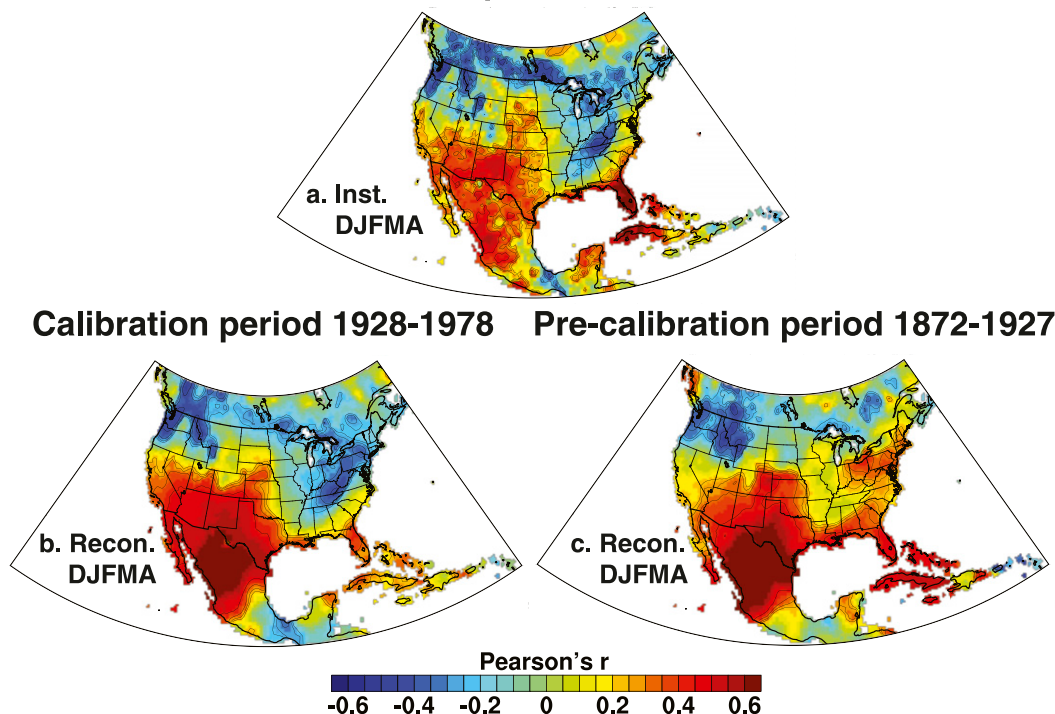 a. Inst.
DJFMA
Calibration period 1928-1978
Pre-calibration period 1872-1927
b. Recon.
DJFMA
c. Recon.
DJFMA
Pearson's r
-0.6 -0.4 -0.2 0 0.2 0.4 0.6